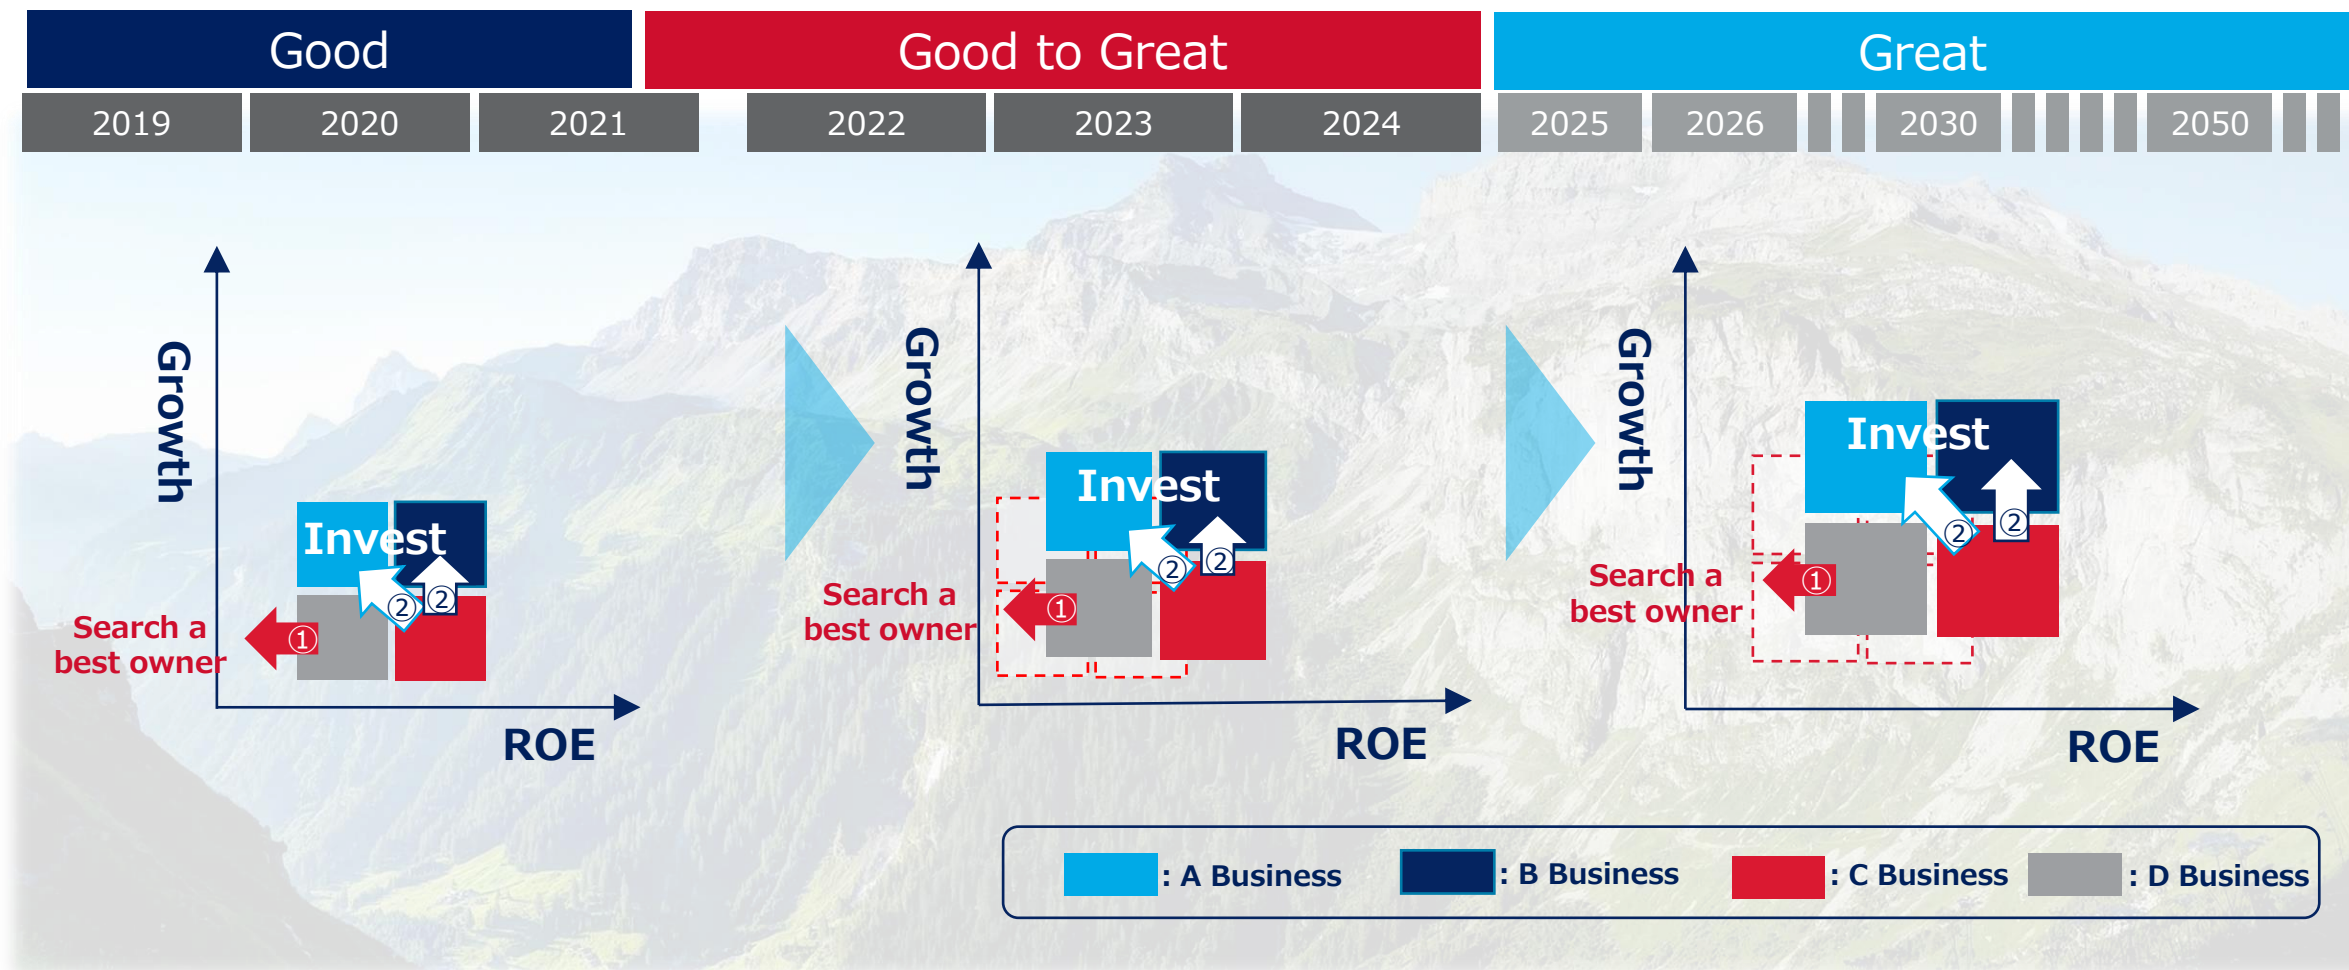 Good
Good to Great
Great
2019
2020
2021
2022
2023
2024
2025
2026
2030
2050
Growth
Invest
②
②
①
Search a
best owner
ROE
Growth
Invest
②
②
①
Search a
best owner
ROE
Growth
Invest
②
②
①
Search a
best owner
ROE
: A Business
: B Business
: C Business
: D Business